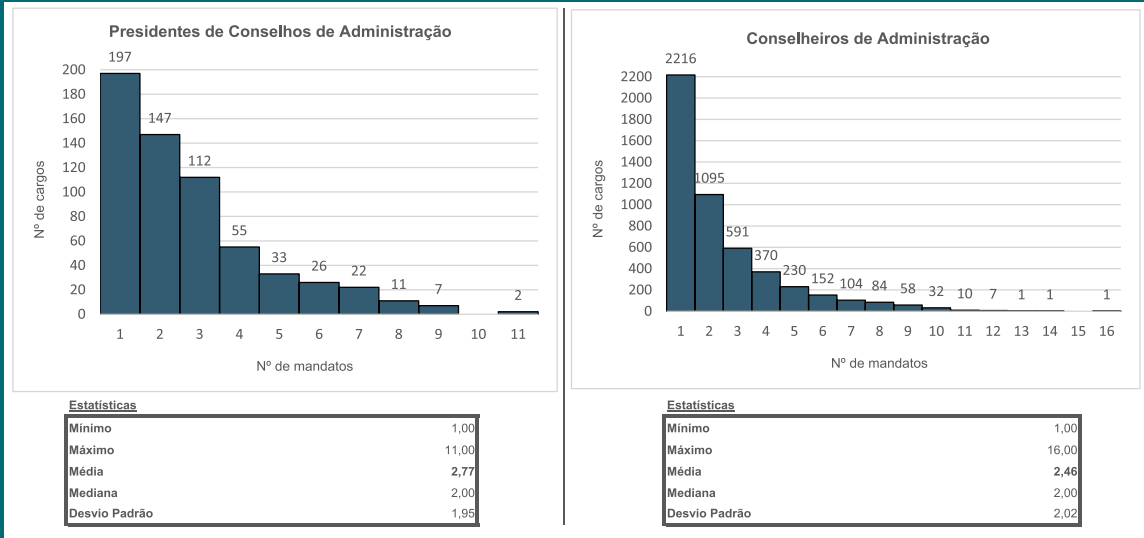 Presidentes de Conselhos de Administração
197
200
180
160
147
140
120
112
100
80
60
55
40
33
26
22
20
11
7
2
0
1 2 3 4 5 6 7 8 9 10 11
Nº de cargos
Nº de mandatos
Estatísticas
Mínimo 1,00
Máximo 11,00
Média 2,77
Mediana 2,00
Desvio Padrão 1,95
Conselheiros de Administração
2216
2200
2000
1800
1600
1400
1200
1095
1000
800
600
591
400
370
230
200
152 104 84 58 32 10 7 1 1 1
0
1 2 3 4 5 6 7 8 9 10 11 12 13 14 15 16
Nº de cargos
Nº de mandatos
Estatísticas
Mínimo 1,00
Máximo 16,00
Média 2,46
Mediana 2,00
Desvio Padrão 2,02